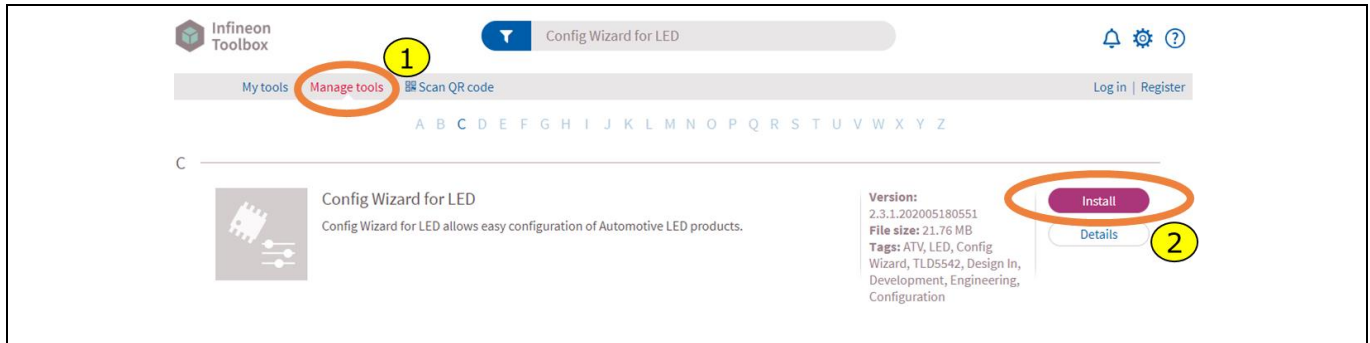 Infineon
Toolbox
Config Wizard for LED
1
My tools
Manage tools
Scan QR code
Log in | Register
A B C D E F G H I J K L M N O P Q R S T U V W X Y Z
C
Config Wizard for LED
Config Wizard for LED allows easy configuration of Automotive LED products.
Version:
2.3.1.202005180551
File size: 21.76 MB
Tags: ATV, LED, Config
Wizard, TLD5542, Design In,
Development, Engineering,
Configuration
Install
Details
2